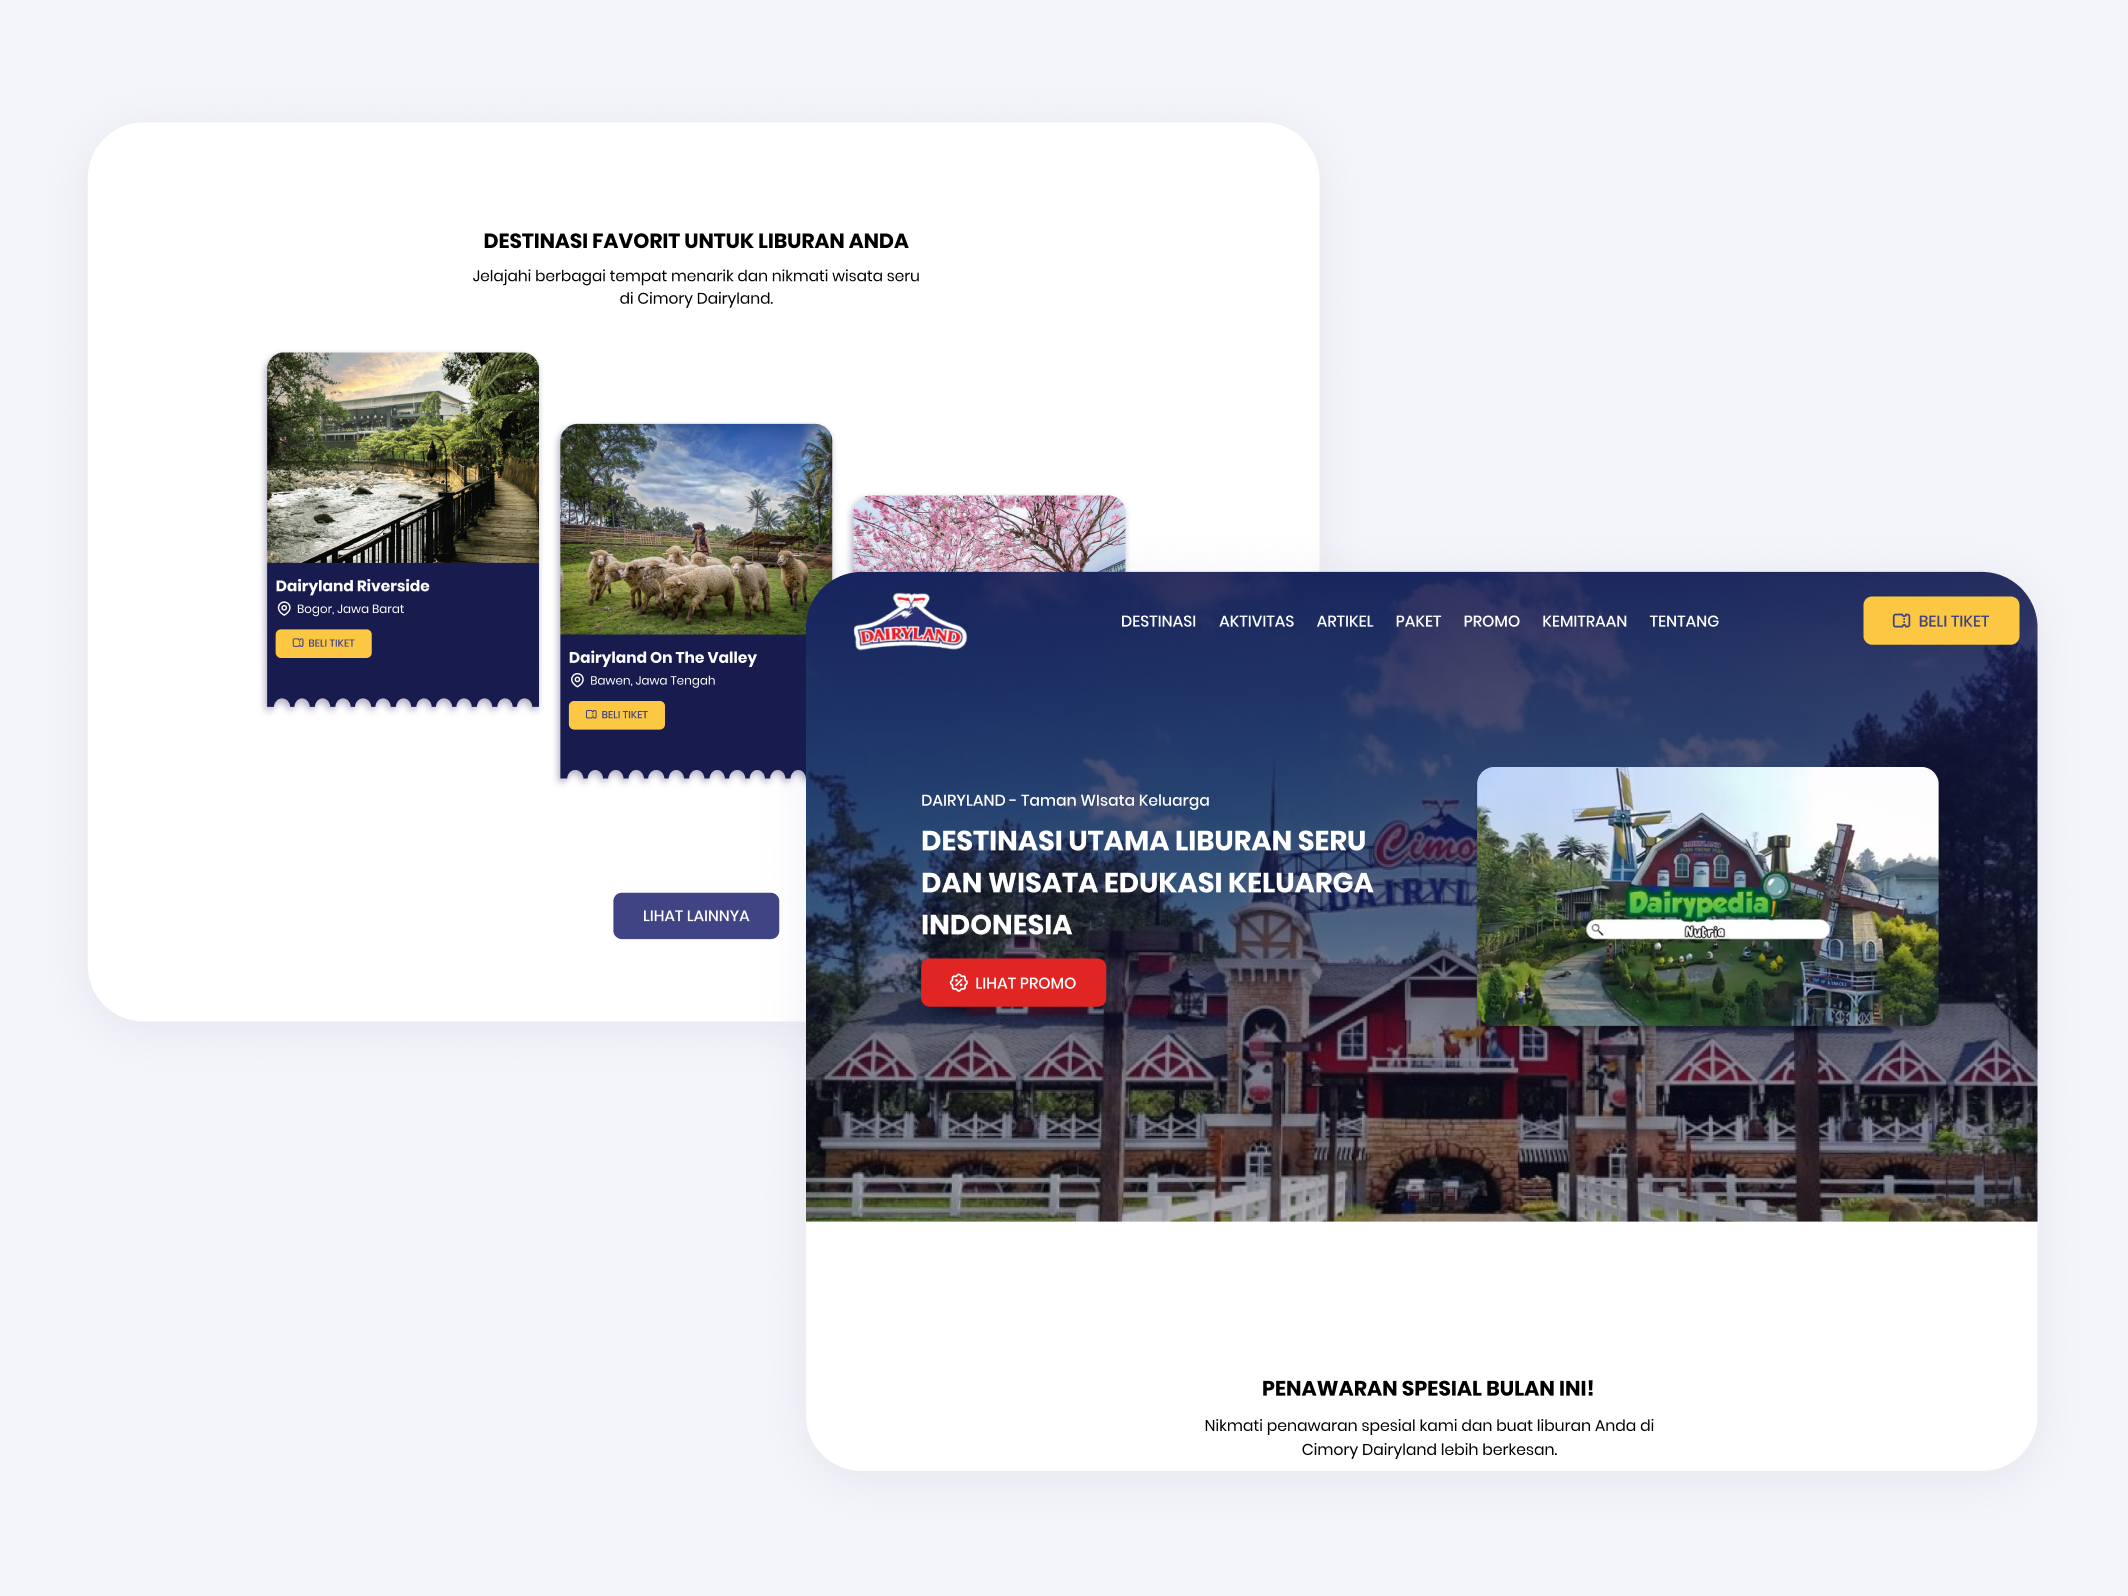 DESTINASI FAVORIT UNTUK LIBURAN ANDA
Jelajahi berbagai tempat menarik dan nikmati wisata seru
di Cimory Dairyland.
Dairyland Riverside
Bogor, Jawa Barat
BELI TIKET
Dairyland On The Valley
Bawen, Jawa Tengah
BELI TIKET
LIHAT LAINNYA
DAIRYLAND
DESTINASI AKTIVITAS ARTIKEL PAKET PROMO KEMITRAAN TENTANG
BELI TIKET
DAIRYLAND - Taman WIsata Keluarga
DESTINASI UTAMA LIBURAN SERU
DAN WISATA EDUKASI KELUARGA
INDONESIA
LIHAT PROMO
Cimo
DAIRYL
DAIRYLAND
Dairypedia
Nutria
PENAWARAN SPESIAL BULAN INI!
Nikmati penawaran spesial kami dan buat liburan Anda di
Cimory Dairyland lebih berkesan.